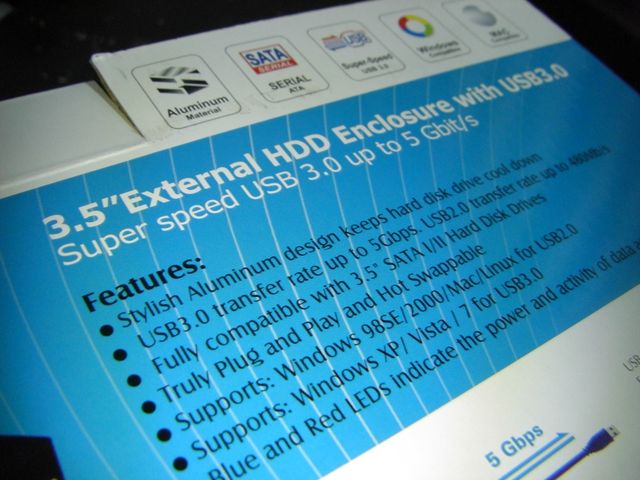 Aluminum
Material
SATA
SERIAL
SERIAL
ATA
USB
Super-Speed
USB 3.0
Windows
Compatible
MAC
3.5"External HDD Enclosure with USB3.0
Super speed USB 3.0 up to 5 Gbit/s
Features:
Stylish Aluminum design keeps hard disk drive cool down
USB3.0 transfer rate up to 5Gbps. USB2.0 transfer rate up to 480Mb/s
Fully compatible with 3.5" SATA I/II Hard Disk Drives
Truly Plug and Play and Hot Swappable
Supports: Windows 98SE/2000/Mac/Linux for USB2.0
Supports: Windows XP/ Vista / 7 for USB3.0
Blue and Red LEDs indicate the power and activity of data
5 Gbps